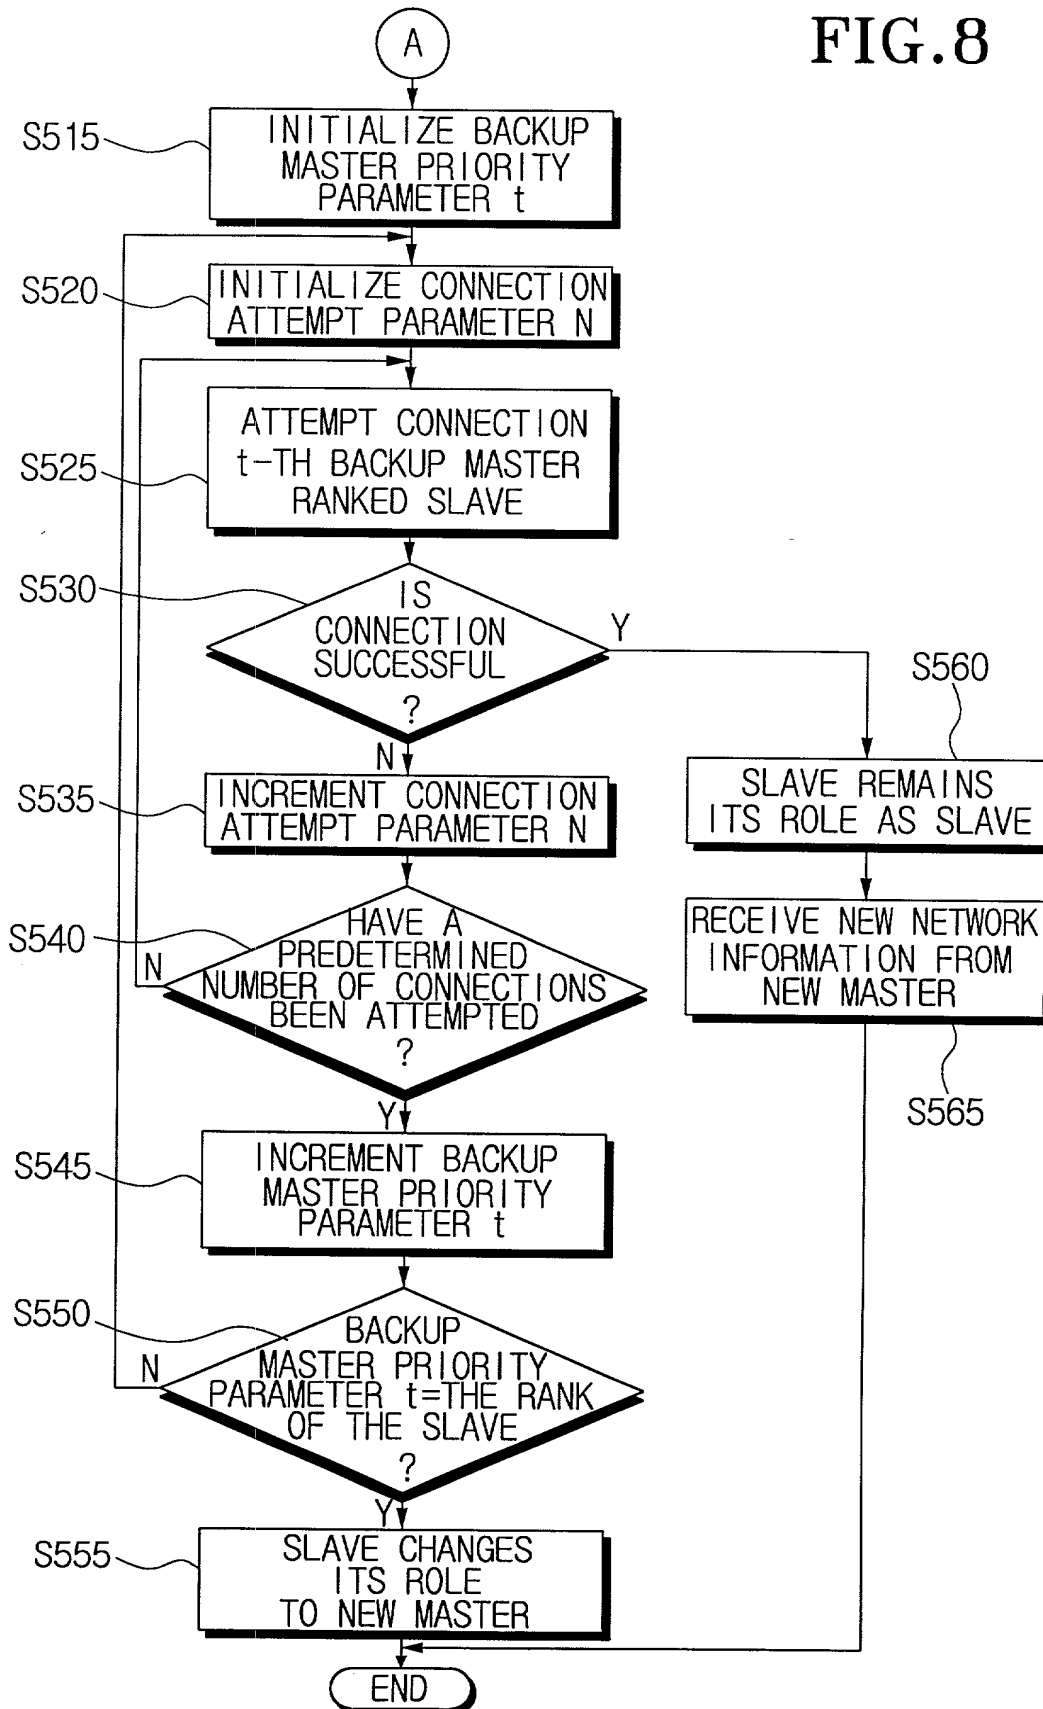 FIG.8
A
S515
INITIALIZE BACKUP
MASTER PRIORITY
PARAMETER t
S520
INITIALIZE CONNECTION
ATTEMPT PARAMETER N
S525
ATTEMPT CONNECTION
t-TH BACKUP MASTER
RANKED SLAVE
S530
IS
CONNECTION
SUCCESSFUL
?
Y
N
S560
SLAVE REMAINS
ITS ROLE AS SLAVE
S535
INCREMENT CONNECTION
ATTEMPT PARAMETER N
RECEIVE NEW NETWORK
INFORMATION FROM
NEW MASTER
S565
S540
HAVE A
PREDETERMINED
NUMBER OF CONNECTIONS
BEEN ATTEMPTED
?
N
Y
S545
INCREMENT BACKUP
MASTER PRIORITY
PARAMETER t
S550
BACKUP
MASTER PRIORITY
PARAMETER t=THE RANK
OF THE SLAVE
?
N
Y
S555
SLAVE CHANGES
ITS ROLE
TO NEW MASTER
END